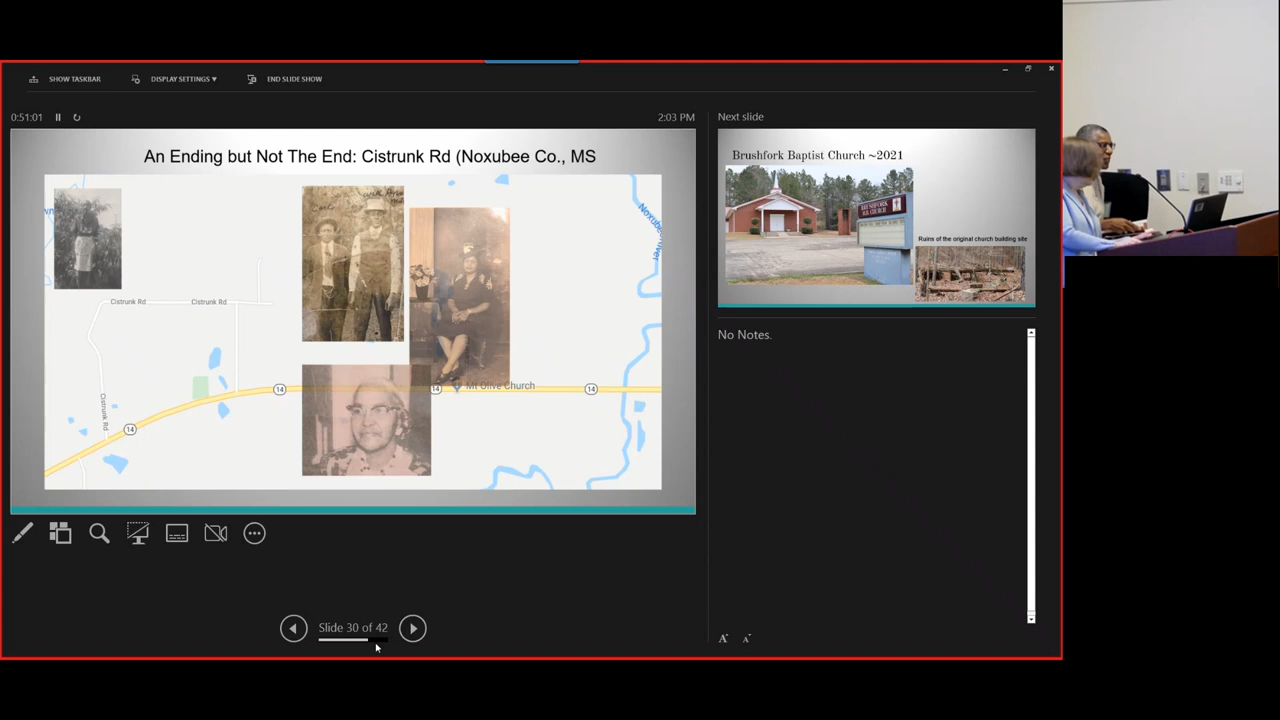 SHOW TASKBAR
DISPLAY SETTINGS ▼
END SLIDE SHOW
0:51:01
2:03 PM
An Ending but Not The End: Cistrunk Rd (Noxubee Co., MS
Cistrunk Rd
Cistrunk Rd
Cistrunk Rd
14
14
14
14
Mt Olive Church
Noxubee River
Next slide
Brushfork Baptist Church ~2021
BRUSHFORK
M.B. CHURCH
Ruins of the original church building site
No Notes.
Slide 30 of 42
A
A